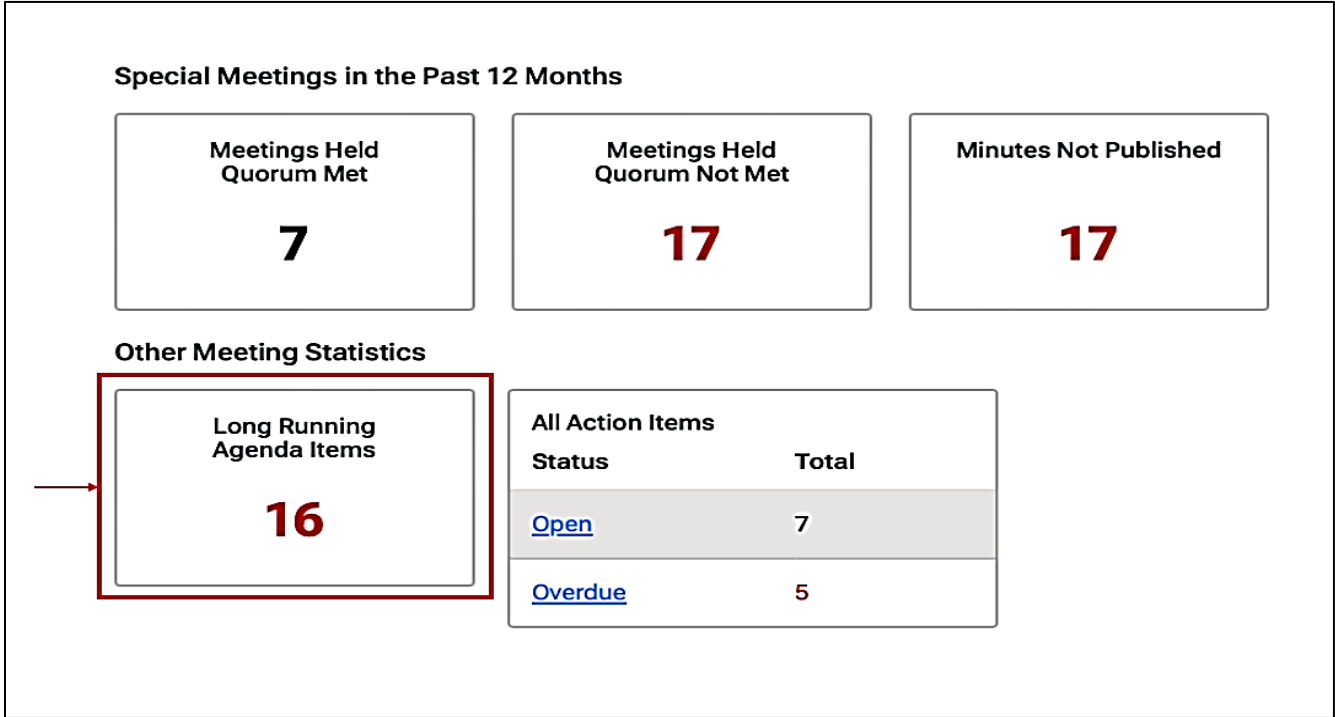 Special Meetings in the Past 12 Months
Meetings Held
Quorum Met
7
Meetings Held
Quorum Not Met
17
Minutes Not Published
17
Other Meeting Statistics
Long Running
Agenda Items
16
All Action Items
Status Total
Open 7
Overdue 5